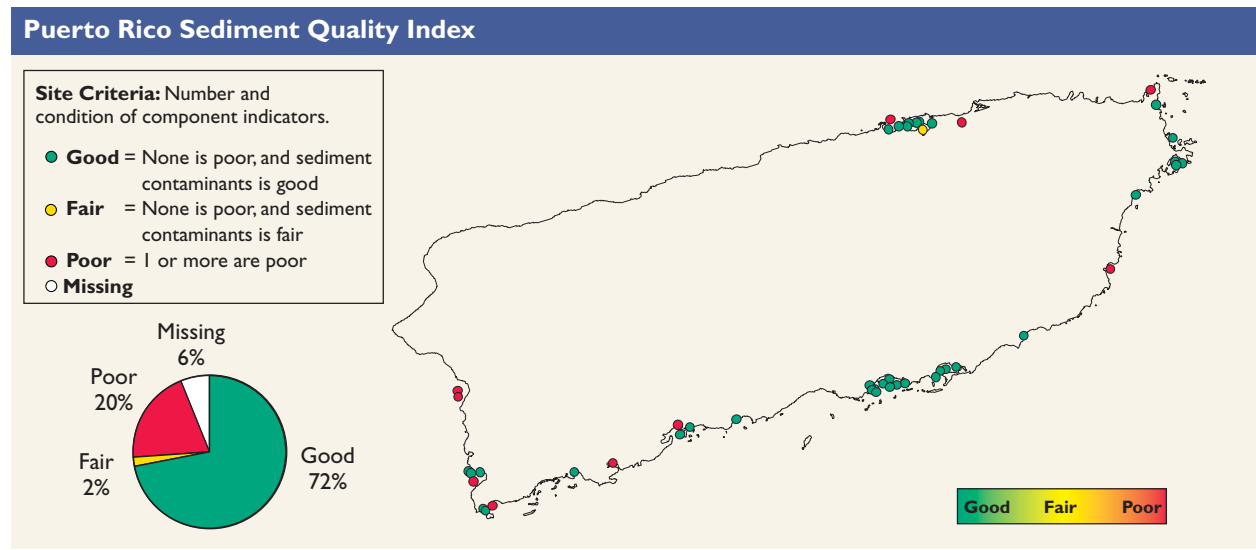 Puerto Rico Sediment Quality Index
Site Criteria: Number and
condition of component indicators.
Good = None is poor, and sediment
contaminants is good
Fair = None is poor, and sediment
contaminants is fair
Poor = 1 or more are poor
Missing
Missing
6%
Poor
20%
Fair
2%
Good
72%
Good Fair Poor